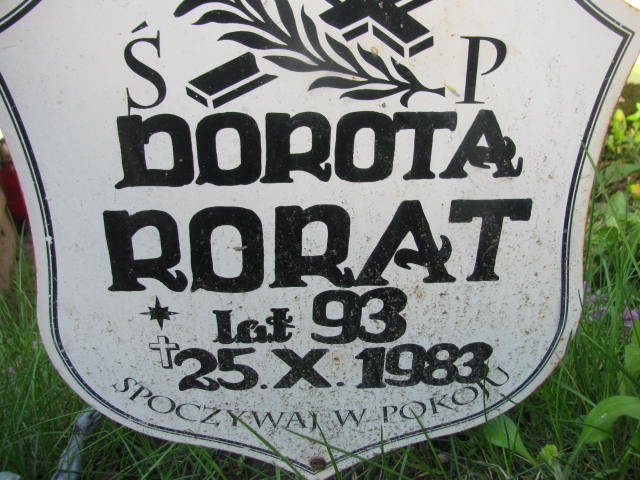 Ś P
DOROTA
RORAT
lat 93
25.X.1983
SPOCZYWAJ W POKOJU